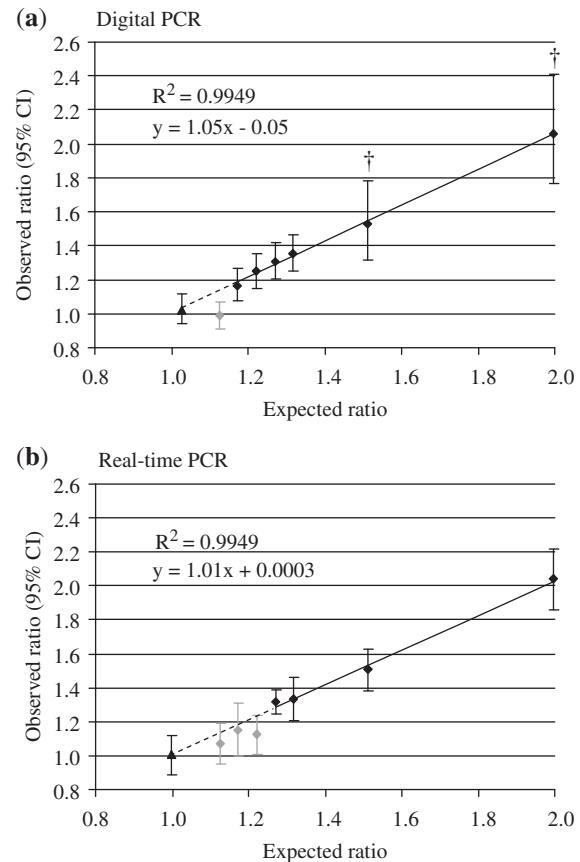 (a) Digital PCR
2.6
2.4
2.2
2.0
1.8
1.6
1.4
1.2
1.0
0.8
Observed ratio (95% CI)
R² = 0.9949
y = 1.05x - 0.05
†
†
0.8 1.0 1.2 1.4 1.6 1.8 2.0
Expected ratio
(b) Real-time PCR
2.6
2.4
2.2
2.0
1.8
1.6
1.4
1.2
1.0
0.8
Observed ratio (95% CI)
R² = 0.9949
y = 1.01x + 0.0003
0.8 1.0 1.2 1.4 1.6 1.8 2.0
Expected ratio